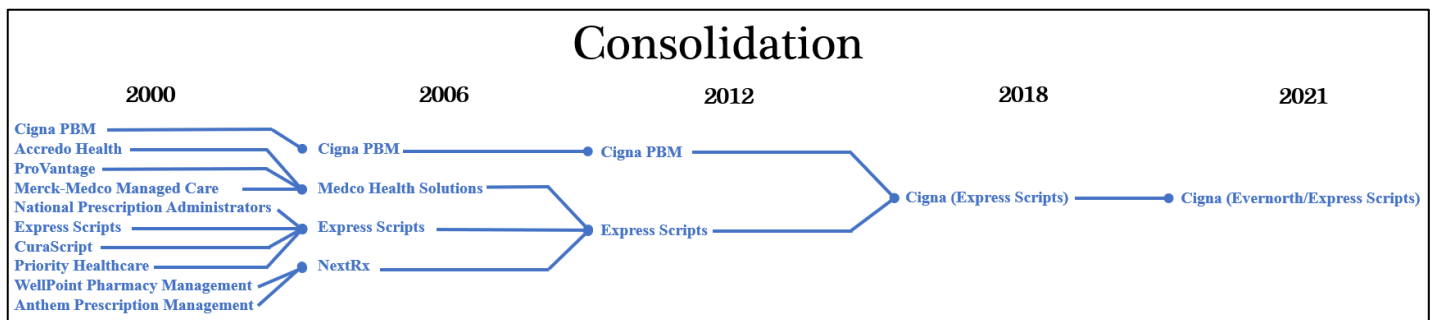 Consolidation
2000
2006
2012
2018
2021
Cigna PBM
Accredo Health
ProVantage
Merck-Medco Managed Care
National Prescription Administrators
Express Scripts
CuraScript
Priority Healthcare
WellPoint Pharmacy Management
Anthem Prescription Management
Cigna PBM
Medco Health Solutions
Express Scripts
NextRx
Cigna PBM
Express Scripts
Cigna (Express Scripts)
Cigna (Evernorth/Express Scripts)